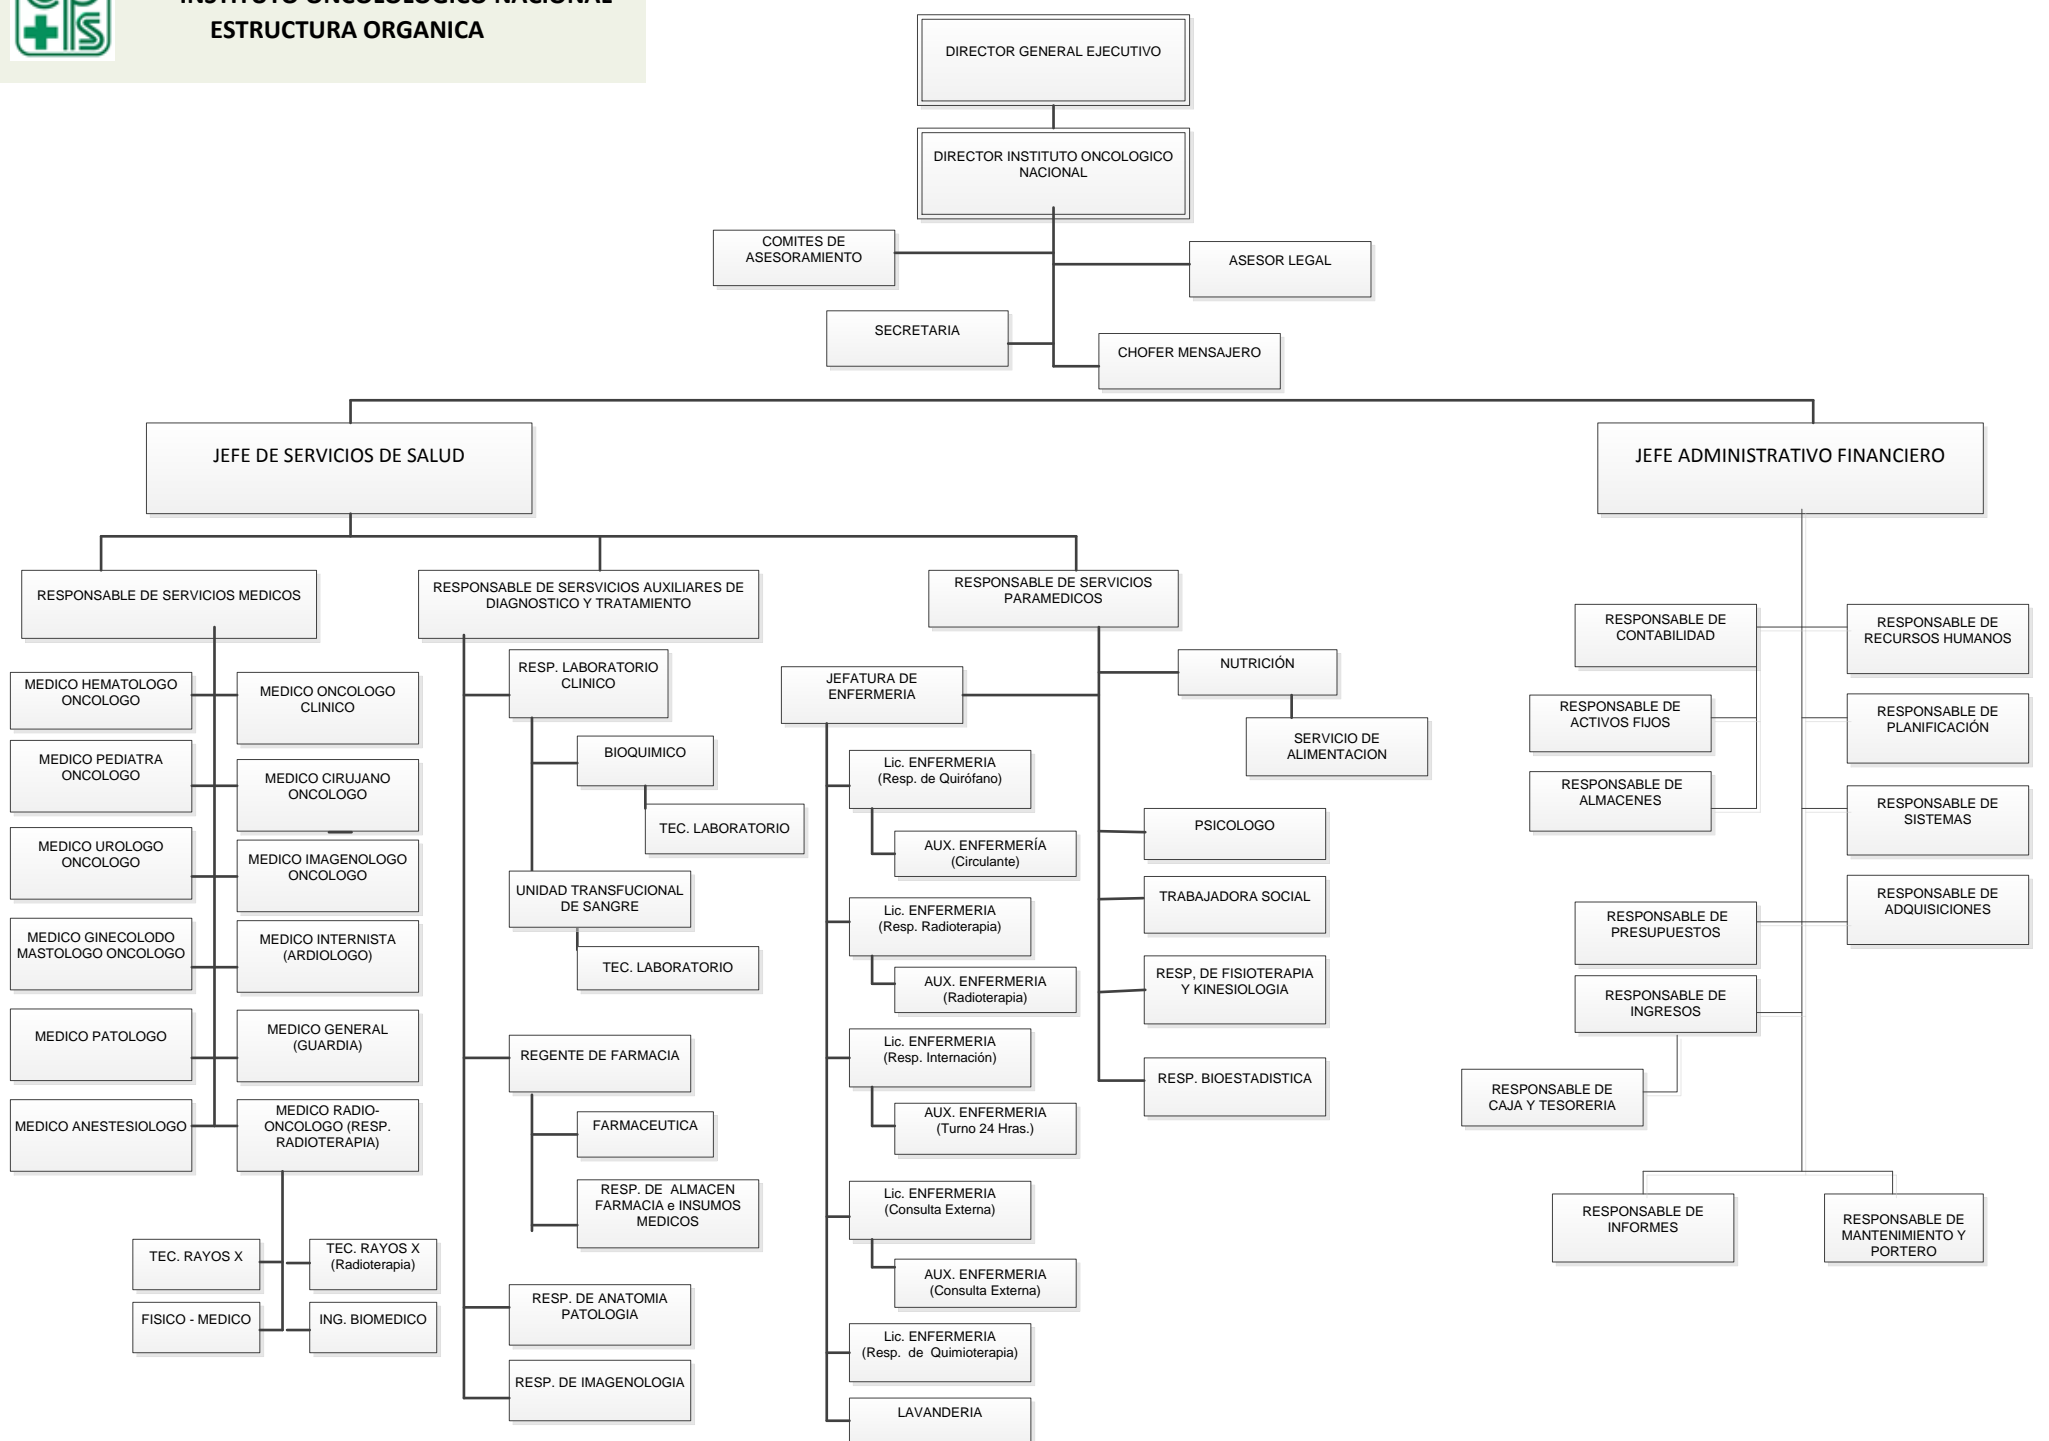 cps
INSTITUTO ONCOLOLOGICO NACIONAL
ESTRUCTURA ORGANICA
DIRECTOR GENERAL EJECUTIVO
DIRECTOR INSTITUTO ONCOLOGICO
NACIONAL
COMITES DE
ASESORAMIENTO
ASESOR LEGAL
SECRETARIA
CHOFER MENSAJERO
JEFE DE SERVICIOS DE SALUD
JEFE ADMINISTRATIVO FINANCIERO
RESPONSABLE DE SERVICIOS MEDICOS
MEDICO HEMATOLOGO
ONCOLOGO
MEDICO ONCOLOGO
CLINICO
MEDICO PEDIATRA
ONCOLOGO
MEDICO CIRUJANO
ONCOLOGO
MEDICO UROLOGO
ONCOLOGO
MEDICO IMAGENOLOGO
ONCOLOGO
MEDICO GINECOLODO
MASTOLOGO ONCOLOGO
MEDICO INTERNISTA
(ARDIOLOGO)
MEDICO PATOLOGO
MEDICO GENERAL
(GUARDIA)
MEDICO ANESTESIOLOGO
MEDICO RADIO-
ONCOLOGO (RESP.
RADIOTERAPIA)
TEC. RAYOS X
TEC. RAYOS X
(Radioterapia)
FISICO - MEDICO
ING. BIOMEDICO
RESPONSABLE DE SERSVICIOS AUXILIARES DE
DIAGNOSTICO Y TRATAMIENTO
RESP. LABORATORIO
CLINICO
BIOQUIMICO
TEC. LABORATORIO
UNIDAD TRANSFUCIONAL
DE SANGRE
TEC. LABORATORIO
REGENTE DE FARMACIA
FARMACEUTICA
RESP. DE  ALMACEN
FARMACIA e INSUMOS
MEDICOS
RESP. DE ANATOMIA
PATOLOGIA
RESP. DE IMAGENOLOGIA
RESPONSABLE DE SERVICIOS
PARAMEDICOS
JEFATURA DE
ENFERMERIA
Lic. ENFERMERIA
(Resp. de Quirófano)
AUX. ENFERMERÍA
(Circulante)
Lic. ENFERMERIA
(Resp. Radioterapia)
AUX. ENFERMERIA
(Radioterapia)
Lic. ENFERMERIA
(Resp. Internación)
AUX. ENFERMERIA
(Turno 24 Hras.)
Lic. ENFERMERIA
(Consulta Externa)
AUX. ENFERMERIA
(Consulta Externa)
Lic. ENFERMERIA
(Resp.  de  Quimioterapia)
LAVANDERIA
NUTRICIÓN
SERVICIO DE
ALIMENTACION
PSICOLOGO
TRABAJADORA SOCIAL
RESP, DE FISIOTERAPIA
Y KINESIOLOGIA
RESP. BIOESTADISTICA
RESPONSABLE DE
CONTABILIDAD
RESPONSABLE DE
RECURSOS HUMANOS
RESPONSABLE DE
ACTIVOS FIJOS
RESPONSABLE DE
PLANIFICACIÓN
RESPONSABLE DE
ALMACENES
RESPONSABLE DE
SISTEMAS
RESPONSABLE DE
PRESUPUESTOS
RESPONSABLE DE
ADQUISICIONES
RESPONSABLE DE
INGRESOS
RESPONSABLE DE
CAJA Y TESORERIA
RESPONSABLE DE
INFORMES
RESPONSABLE DE
MANTENIMIENTO Y
PORTERO